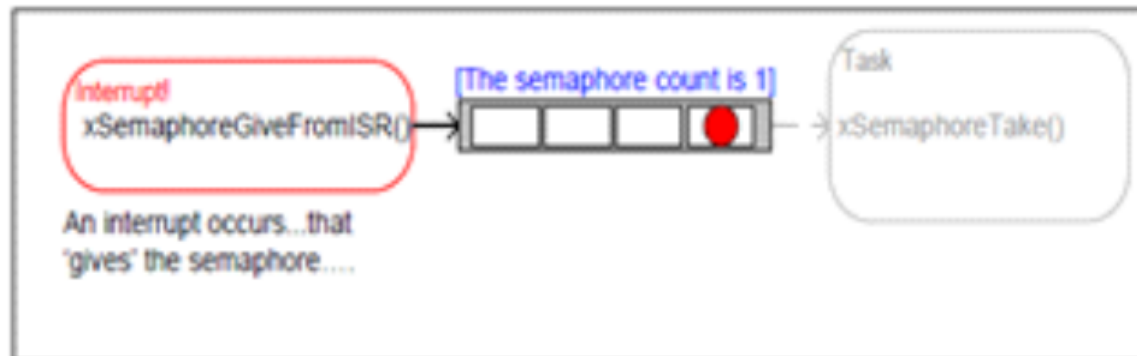 Interrupt!
xSemaphoreGiveFromISR()
[The semaphore count is 1]
Task
xSemaphoreTake()
An interrupt occurs...that
'gives' the semaphore....